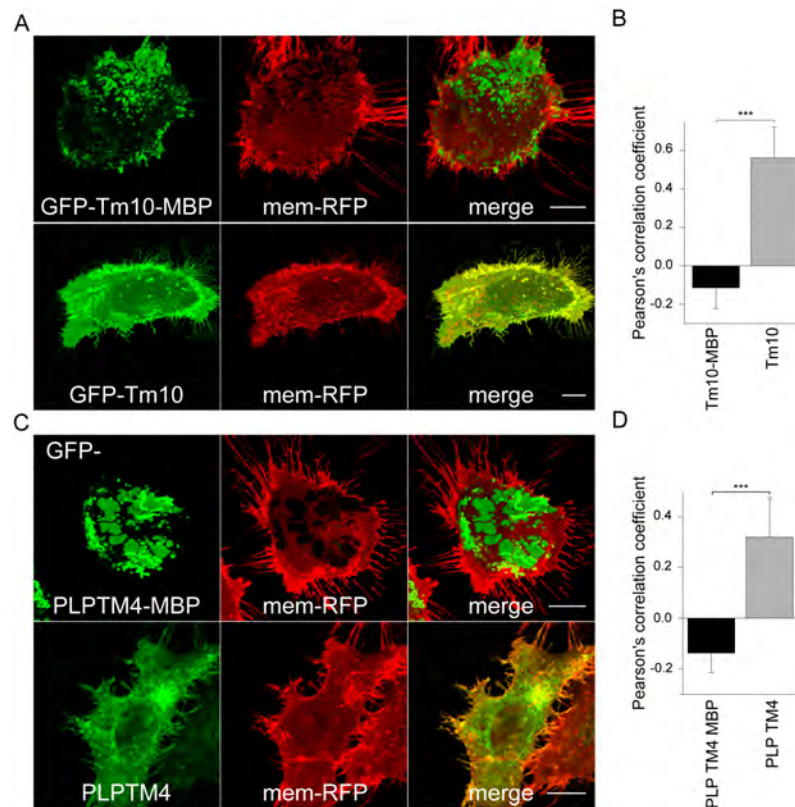 A
GFP-Tm10-MBP mem-RFP merge
GFP-Tm10 mem-RFP merge
B
Pearson's correlation coefficient
0.6
0.4
0.2
0.0
-0.2
***
Tm10-MBP
Tm10
C
GFP-
PLPTM4-MBP mem-RFP merge
PLPTM4 mem-RFP merge
D
Pearson's correlation coefficient
0.4
0.2
0.0
-0.2
***
PLP TM4 MBP
PLP TM4